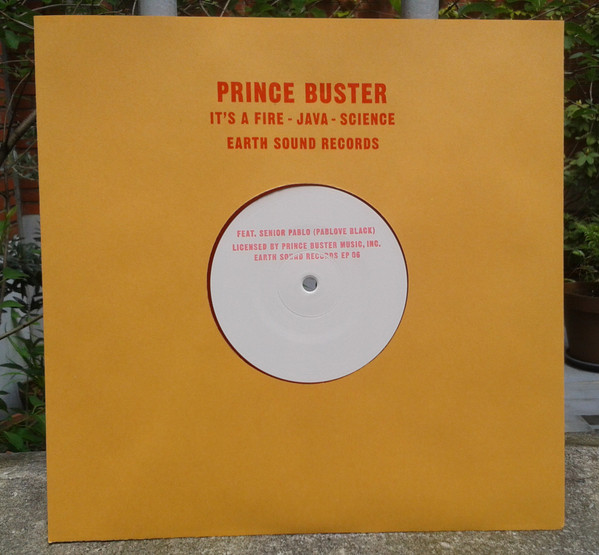 PRINCE BUSTER
IT'S A FIRE - JAVA - SCIENCE
EARTH SOUND RECORDS
FEAT. SERIOR PABLO (PABLOVE BLACK)
LICENSED BY PRINCE BUSTER MUSIC, INC.
EARTH SOUND RECORDS EP 06